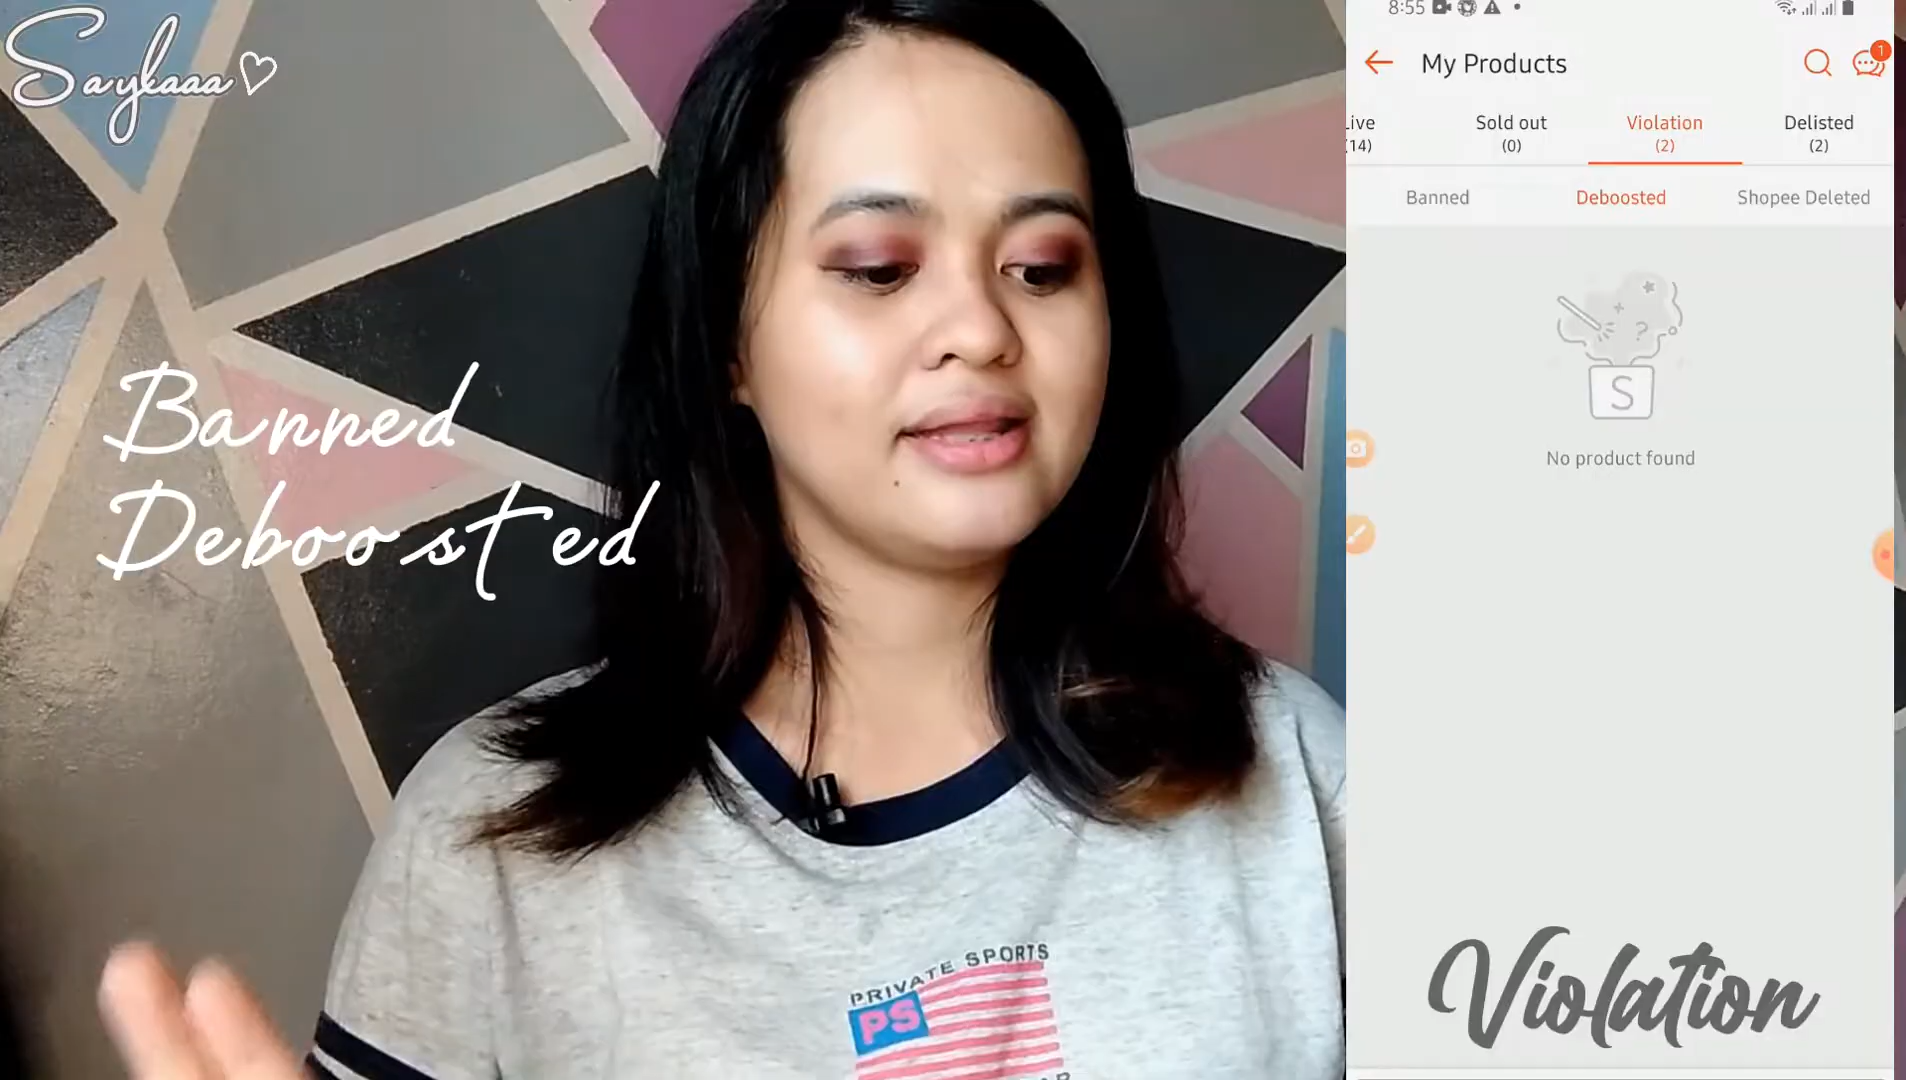 Saylaaa
Banned
Deboosted
PRIVATE SPORTS
PS
8:55
My Products
1
Live
(14)
Sold out
(0)
Violation
(2)
Delisted
(2)
Banned
Deboosted
Shopee Deleted
S
No product found
Violation